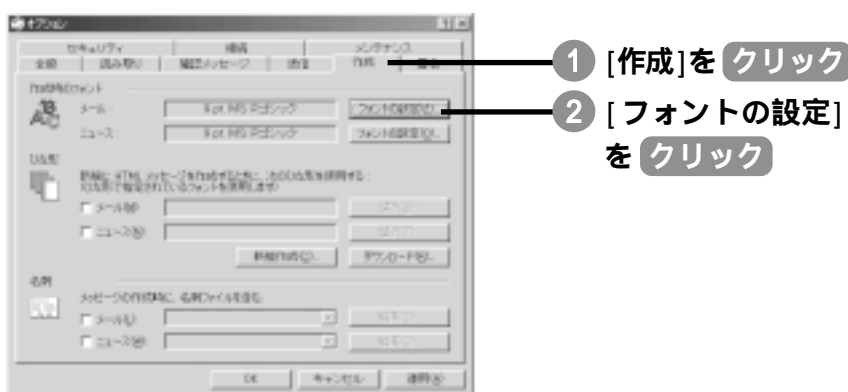 オプション
セキュリティ 接続 メンテナンス
全般 読み取り 確認メッセージ 送信 作成 署名
作成時のフォント
メール: 9 pt. MS Pゴシック フォントの設定(E)...
ニュース: 9 pt. MS Pゴシック フォントの設定(O)...
ひな形
新規に HTML メッセージを作成するときに、次のひな形を使用する:
(ひな形で指定されているフォントを使用します)
メール(M):
ニュース(N):
新規作成(C)... ダウンロード(B)...
名刺
メッセージの作成時に、名刺ファイルを含む
メール(L):
ニュース(W):
OK キャンセル 適用(A)
1 [作成]を クリック
2 [フォントの設定]
を クリック